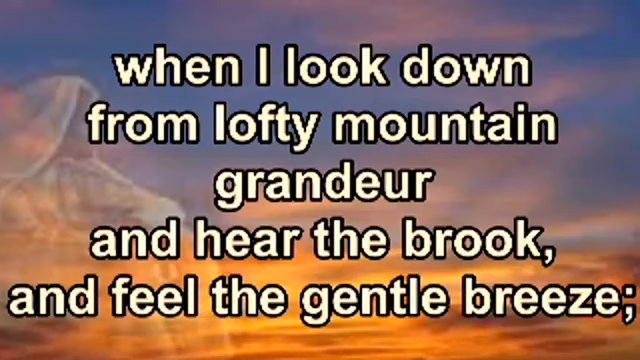 when I look down
from lofty mountain
grandeur
and hear the brook,
and feel the gentle breeze;